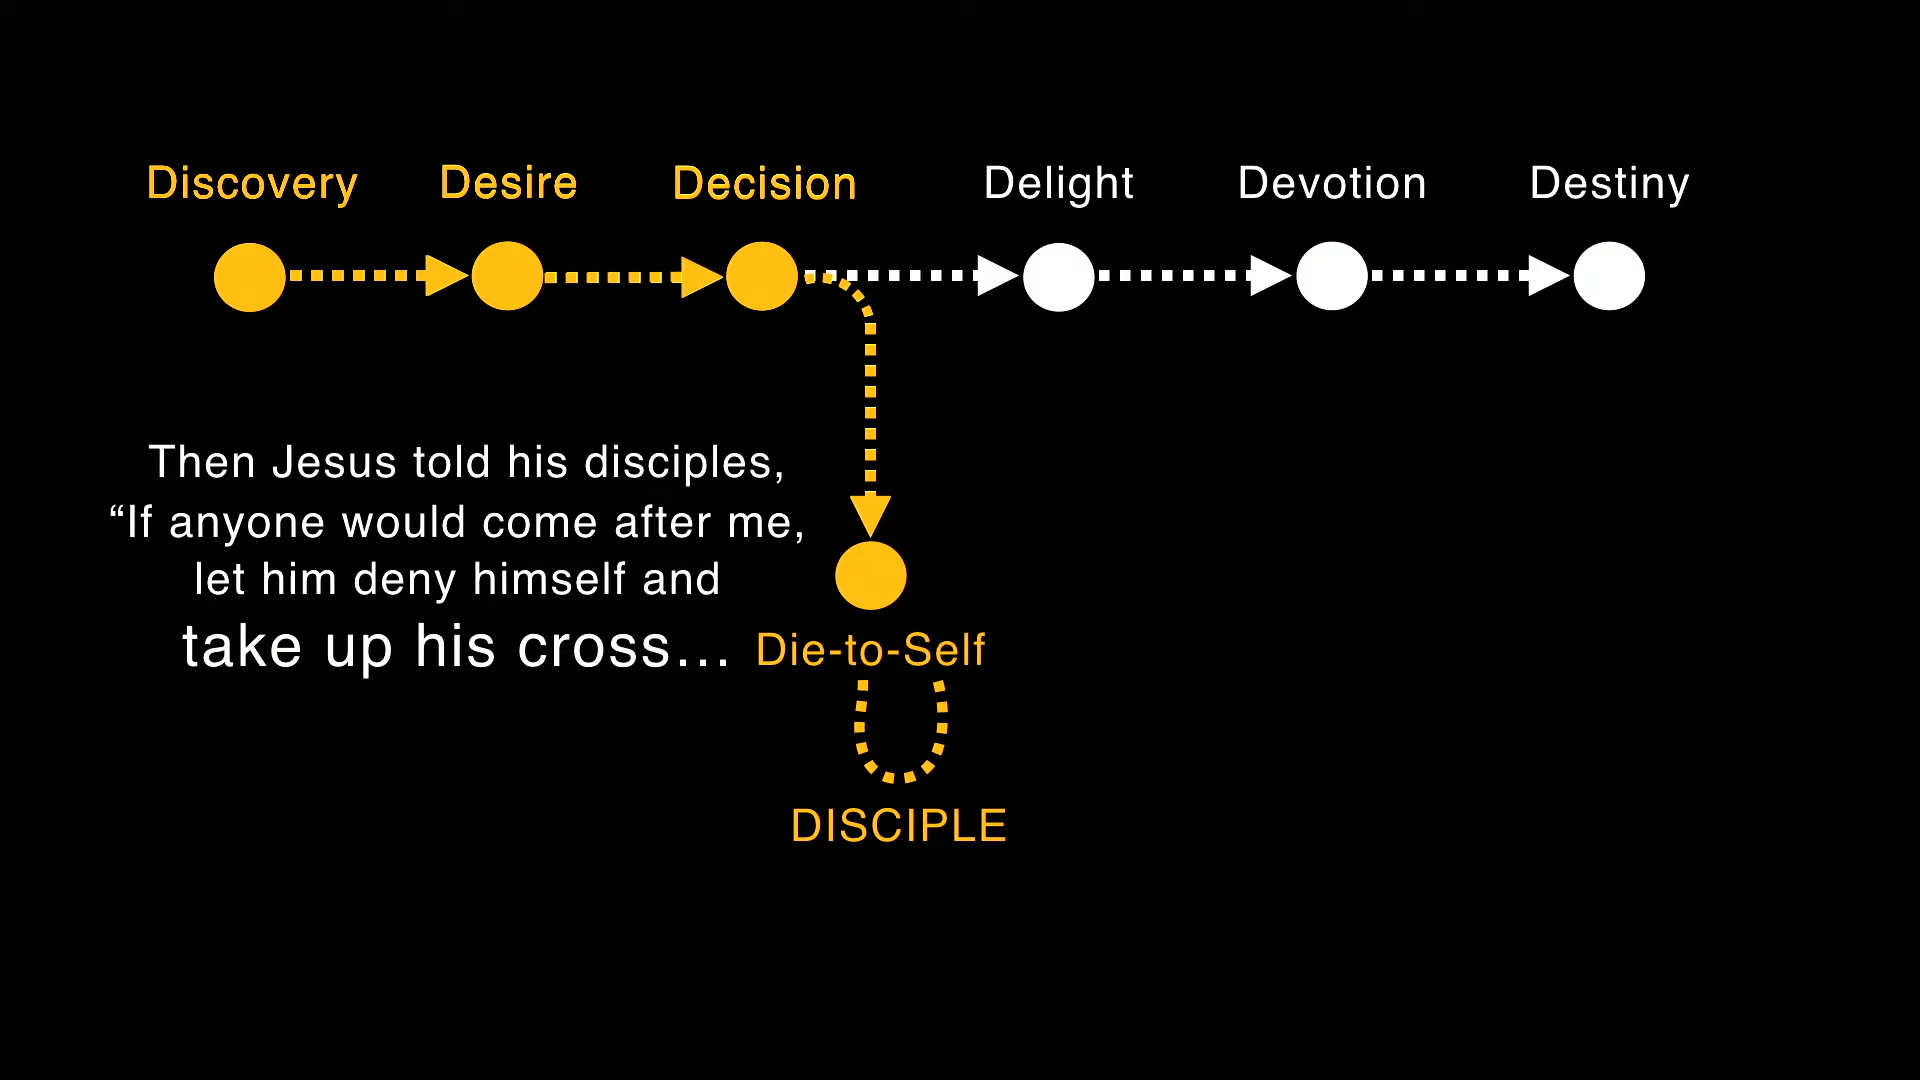 Discovery Desire Decision Delight Devotion Destiny
Then Jesus told his disciples,
“If anyone would come after me,
let him deny himself and
take up his cross...
Die-to-Self
DISCIPLE